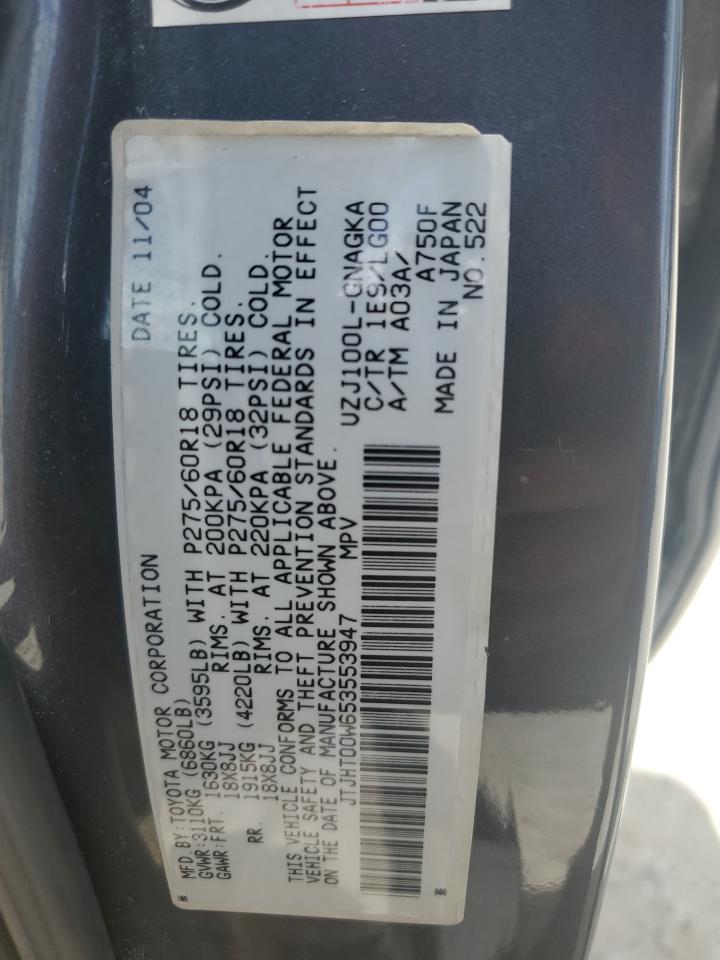 MFD.BY:TOYOTA MOTOR CORPORATION DATE 11/04
GVWR:3110KG (6860LB)
GAWR:FRT. 1630KG (3595LB) WITH P275/60R18 TIRES.
18X8JJ RIMS. AT 200KPA (29PSI) COLD.
RR. 1915KG (4220LB) WITH P275/60R18 TIRES.
18X8JJ RIMS. AT 220KPA (32PSI) COLD.
THIS VEHICLE CONFORMS TO ALL APPLICABLE FEDERAL MOTOR
VEHICLE SAFETY AND THEFT PREVENTION STANDARDS IN EFFECT
ON THE DATE OF MANUFACTURE SHOWN ABOVE.
JTJHT00W653553947 MPV
UZJ100L-GNAGKA
C/TR 1E9/LG00
A/TM A03A/
A750F
MADE IN JAPAN
NO.522
* *